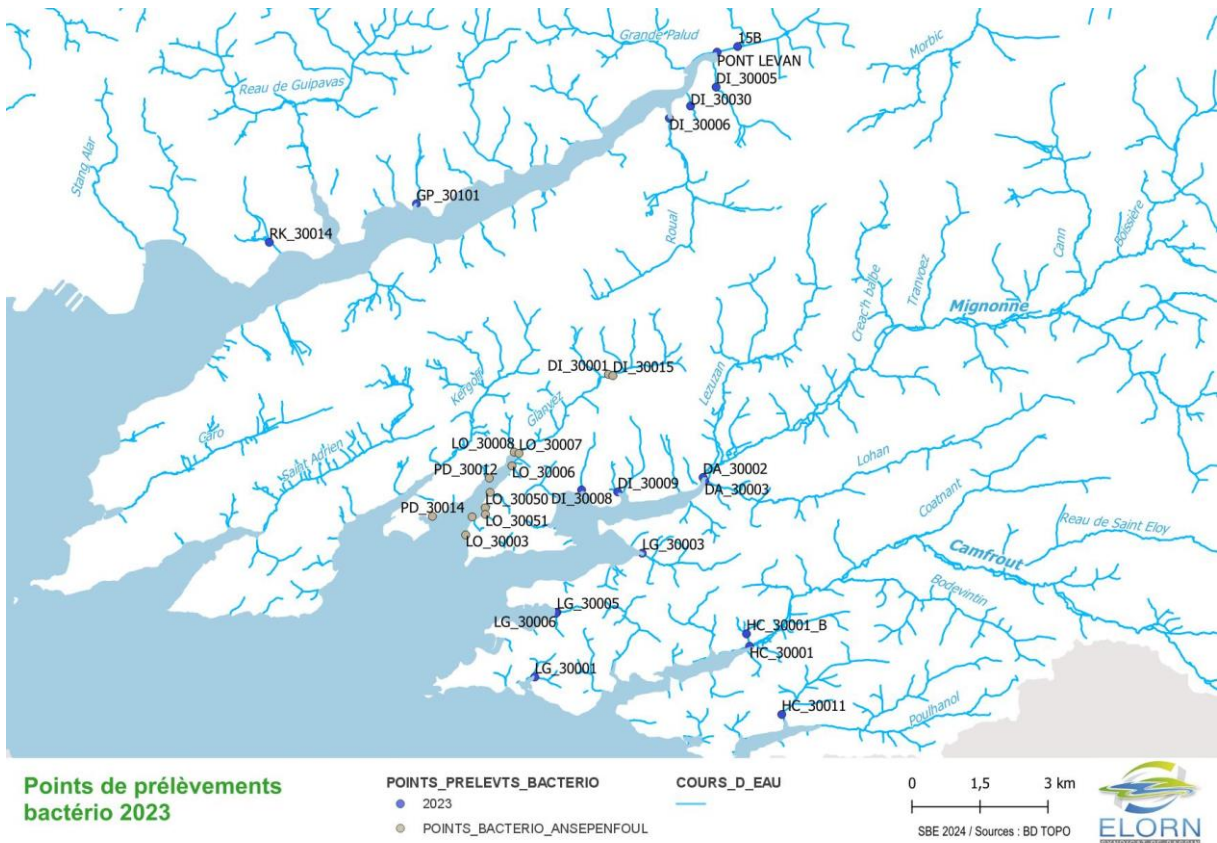 15B
Grande Palud
PONT LEVAN
Morbic
DI_30005
Reau de Guipavas
DI_30030
DI_30006
Stang Alar
GP_30101
Boissière
Cann
RK_30014
Roual
Tranvoez
Creac'h balbe
Mignonne
DI_30001
DI_30015
Lezuzan
Kergoff
Glanvez
Garo
Saint Adrien
LO_30008
LO_30007
LO_30006
PD_30012
DA_30002
Lohan
DI_30009
DA_30003
DI_30008
LO_30050
PD_30014
LO_30051
Coatnant
Reau de Saint Eloy
LO_30003
LG_30003
Camfrout
Bodevintin
LG_30005
LG_30006
HC_30001_B
HC_30001
LG_30001
HC_30011
Poulhanol
Points de prélèvements
bactério 2023
POINTS_PRELEVTS_BACTERIO
2023
POINTS_BACTERIO_ANSEPENFOUL
COURS_D_EAU
0 1,5 3 km
SBE 2024 / Sources : BD TOPO
ELORN
SYNDICAT DE BASSIN